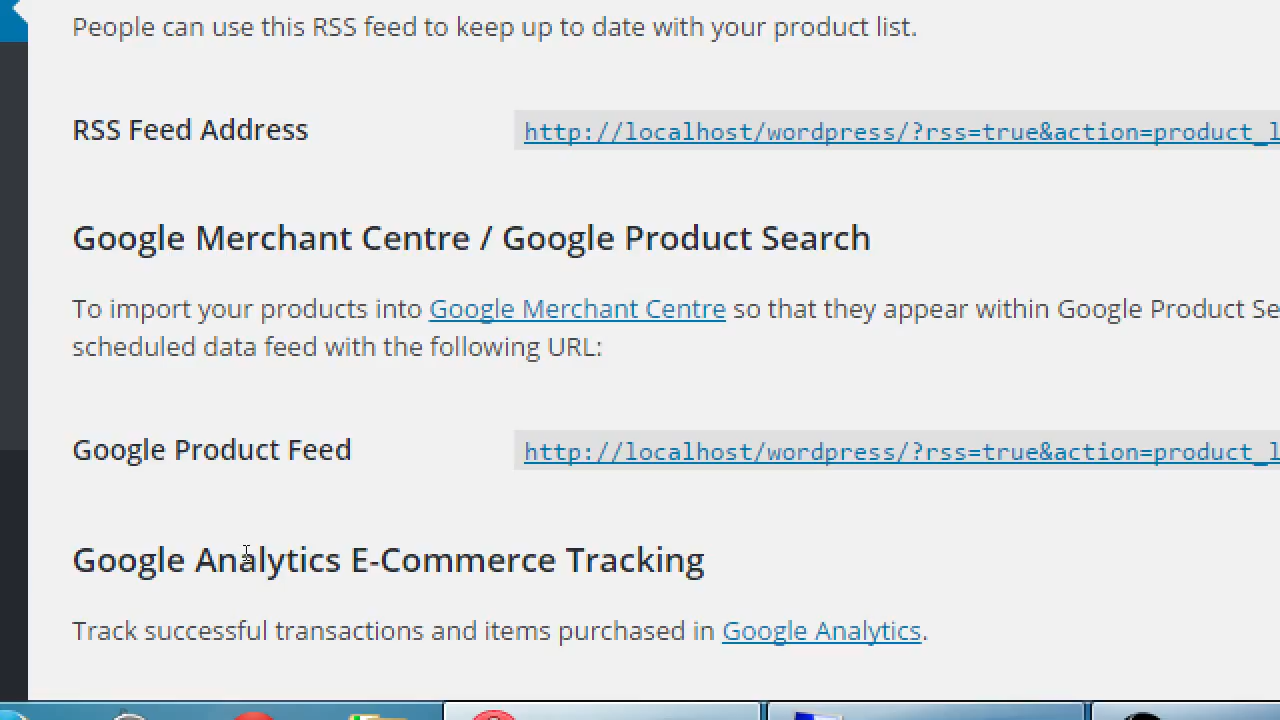 People can use this RSS feed to keep up to date with your product list.
RSS Feed Address
http://localhost/wordpress/?rss=true&action=product_l
Google Merchant Centre / Google Product Search
To import your products into Google Merchant Centre so that they appear within Google Product Se
scheduled data feed with the following URL:
Google Product Feed
http://localhost/wordpress/?rss=true&action=product_l
Google Analytics E-Commerce Tracking
Track successful transactions and items purchased in Google Analytics.